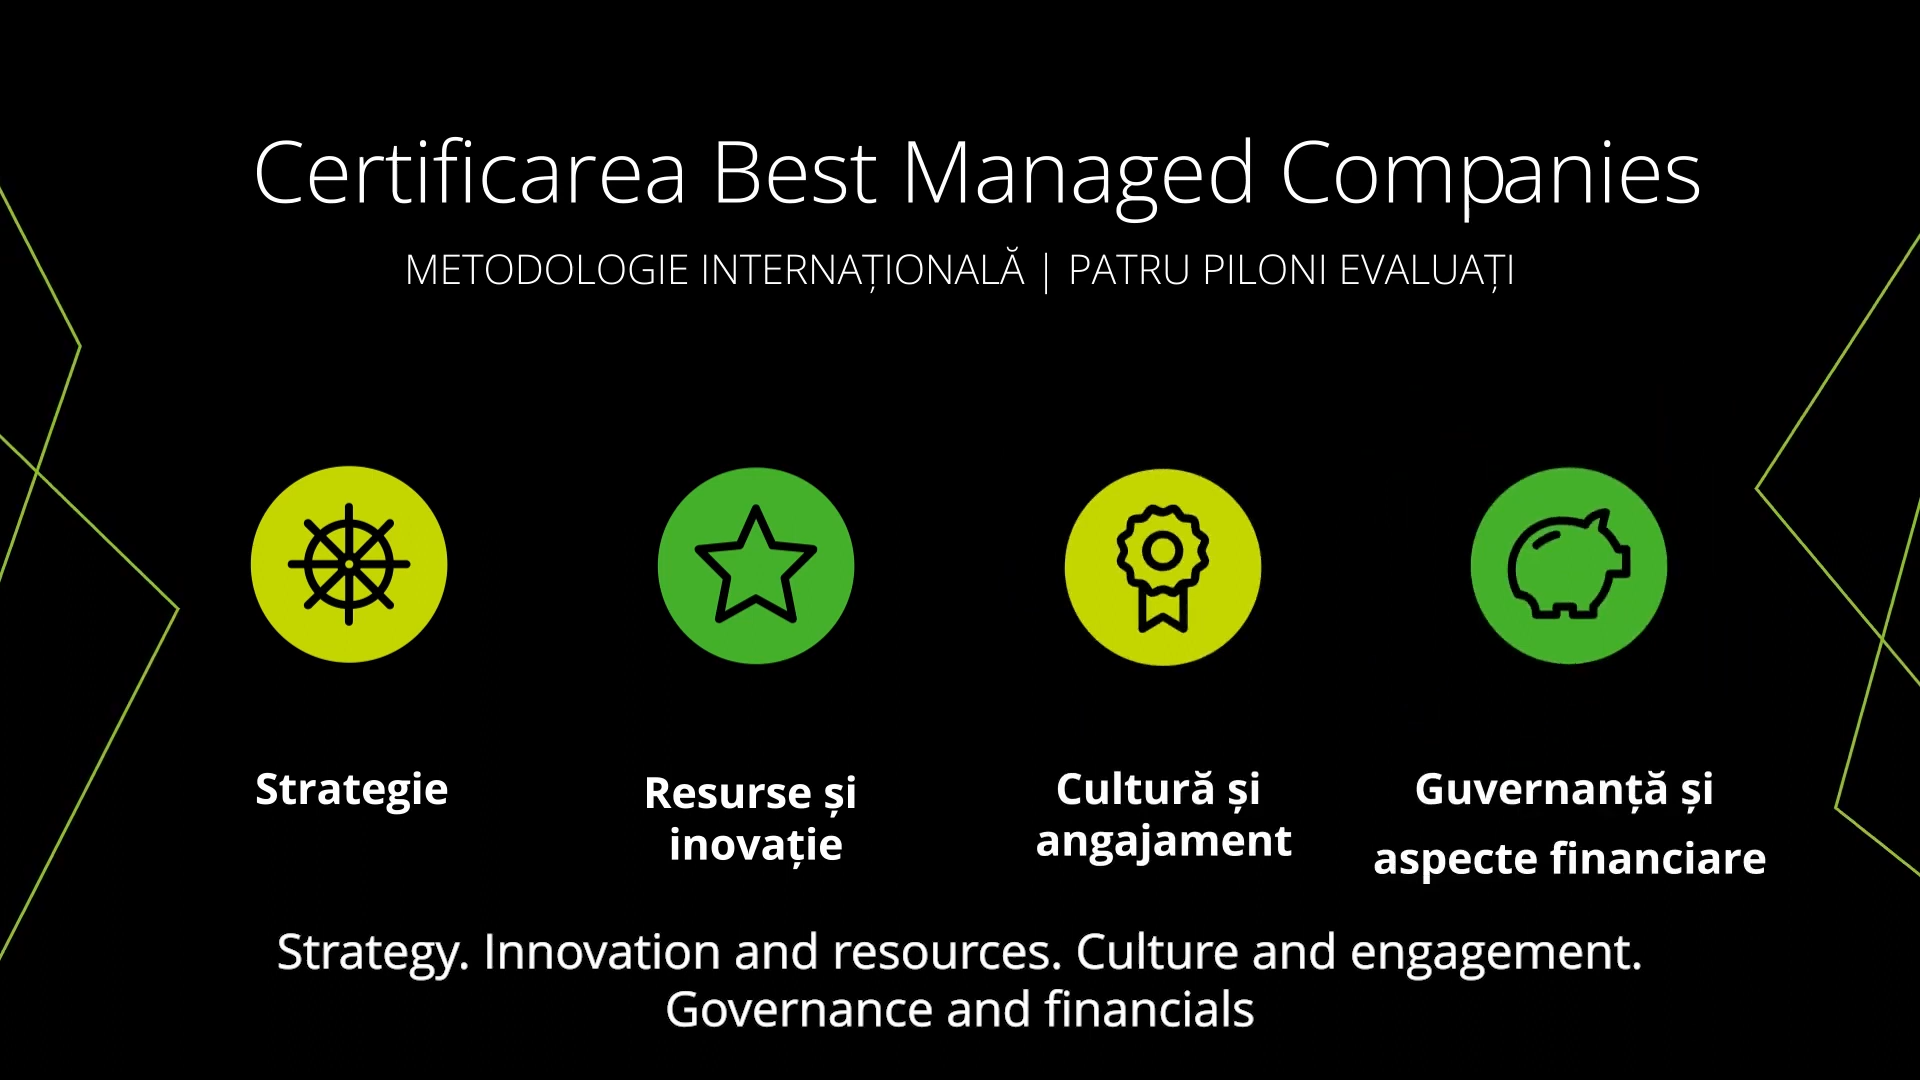 Certificarea Best Managed Companies
METODOLOGIE INTERNAȚIONALĂ | PATRU PILONI EVALUAȚI
Strategie
Resurse și
inovație
Cultură și
angajament
Guvernanță și
aspecte financiare
Strategy. Innovation and resources. Culture and engagement.
Governance and financials